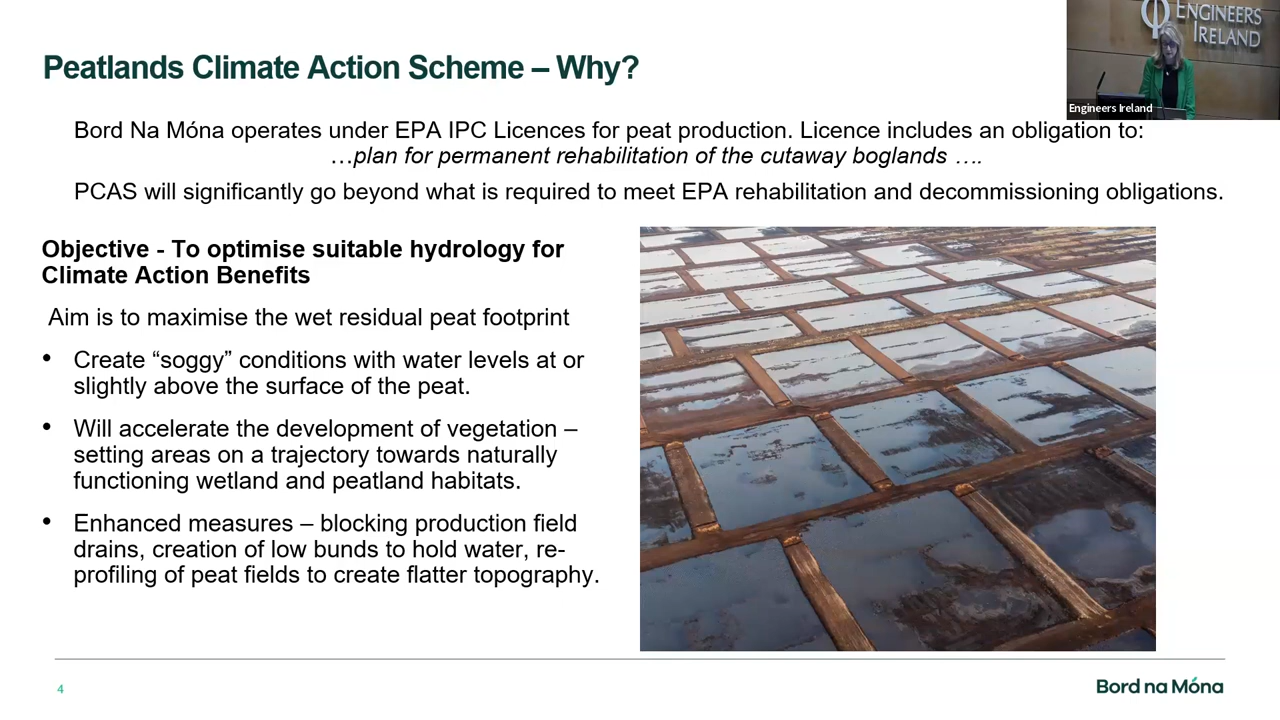 ENGINEERS
IRELAND
Engineers Ireland
Peatlands Climate Action Scheme – Why?
Bord Na Móna operates under EPA IPC Licences for peat production. Licence includes an obligation to:
…plan for permanent rehabilitation of the cutaway boglands ….
PCAS will significantly go beyond what is required to meet EPA rehabilitation and decommissioning obligations.
Objective - To optimise suitable hydrology for
Climate Action Benefits
Aim is to maximise the wet residual peat footprint
• Create “soggy” conditions with water levels at or
slightly above the surface of the peat.
• Will accelerate the development of vegetation –
setting areas on a trajectory towards naturally
functioning wetland and peatland habitats.
• Enhanced measures – blocking production field
drains, creation of low bunds to hold water, re-
profiling of peat fields to create flatter topography.
4
Bord na Móna